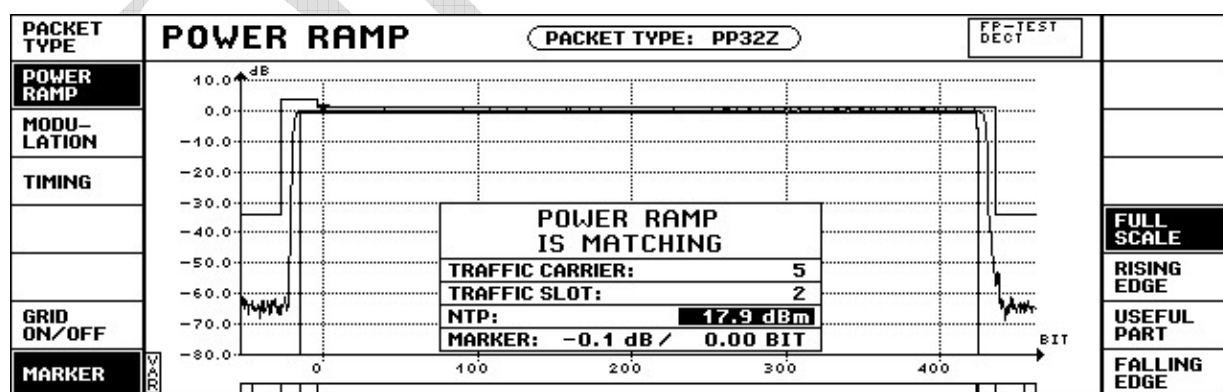 PACKET
TYPE
POWER RAMP
PACKET TYPE: PP32Z
FP-TEST
DECT
POWER
RAMP
MODU-
LATION
TIMING
GRID
ON/OFF
MARKER
dB
10.0
0.0
-10.0
-20.0
-30.0
-40.0
-50.0
-60.0
-70.0
-80.0
POWER RAMP
IS MATCHING
TRAFFIC CARRIER: 5
TRAFFIC SLOT: 2
NTP: 17.9 dBm
MARKER: -0.1 dB / 0.00 BIT
BIT
0
100
200
300
400
VAR
FULL
SCALE
RISING
EDGE
USEFUL
PART
FALLING
EDGE